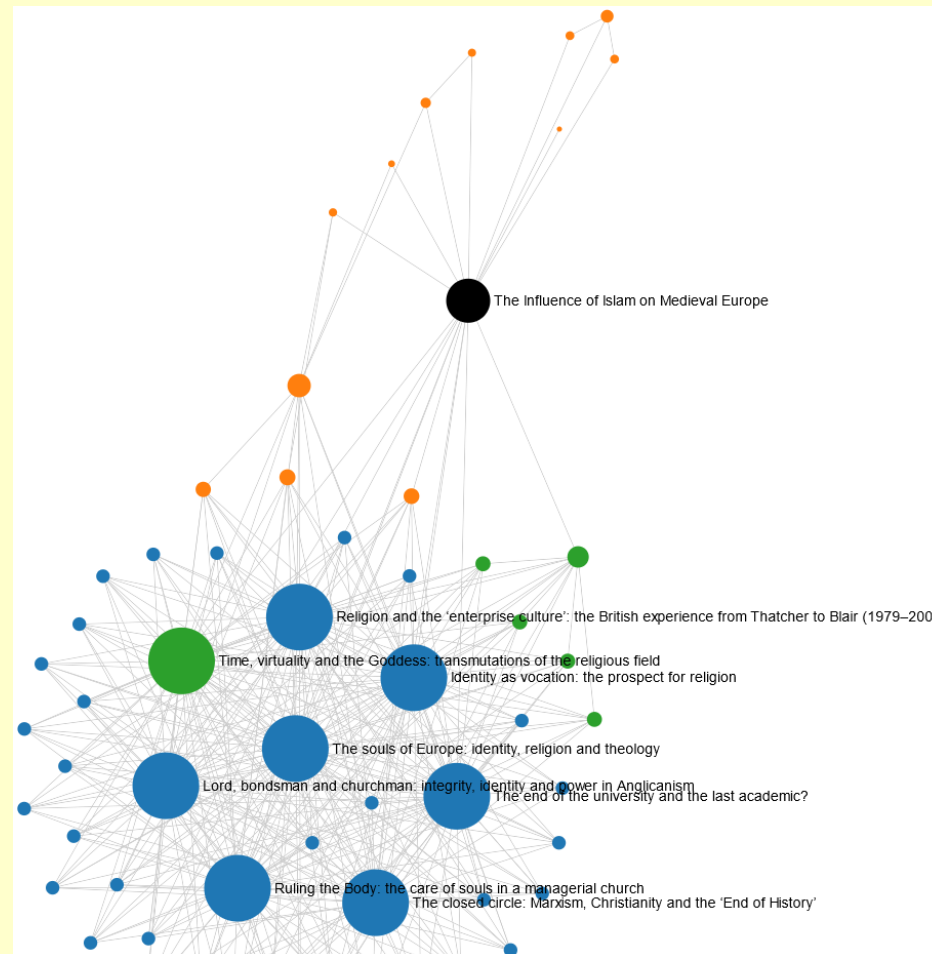 The Influence of Islam on Medieval Europe
Religion and the ‘enterprise culture’: the British experience from Thatcher to Blair (1979–200
Time, virtuality and the Goddess: transmutations of the religious field
Identity as vocation: the prospect for religion
The souls of Europe: identity, religion and theology
Lord, bondsman and churchman: integrity, identity and power in Anglicanism
The end of the university and the last academic?
Ruling the Body: the care of souls in a managerial church
The closed circle: Marxism, Christianity and the ‘End of History’